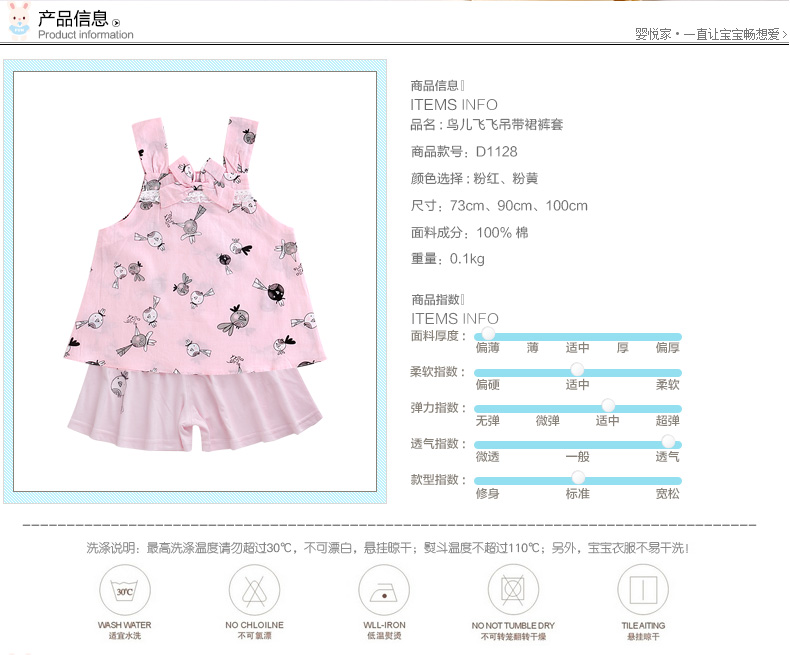 产品信息
Product information
婴悦家·一直让宝宝畅想爱>
商品信息
ITEMS INFO
品名：鸟儿飞飞吊带裙裤套
商品款号：D1128
颜色选择：粉红、粉黄
尺寸：73cm、90cm、100cm
面料成分：100% 棉
重量：0.1kg
商品指数
ITEMS INFO
面料厚度：
偏薄 薄 适中 厚 偏厚
柔软指数：
偏硬 适中 柔软
弹力指数：
无弹 微弹 适中 超弹
透气指数：
微透 一般 透气
款型指数：
修身 标准 宽松
洗涤说明：最高洗涤温度请勿超过30℃，不可漂白，悬挂晾干；熨斗温度不超过110℃；另外，宝宝衣服不易干洗！
30℃
WASH WATER NO CHLOILNE WLL-IRON NO NOT TUMBLE DRY TILEAITING
适宜水洗 不可氯漂 低温熨烫 不可转笼翻转干燥 悬挂晾干